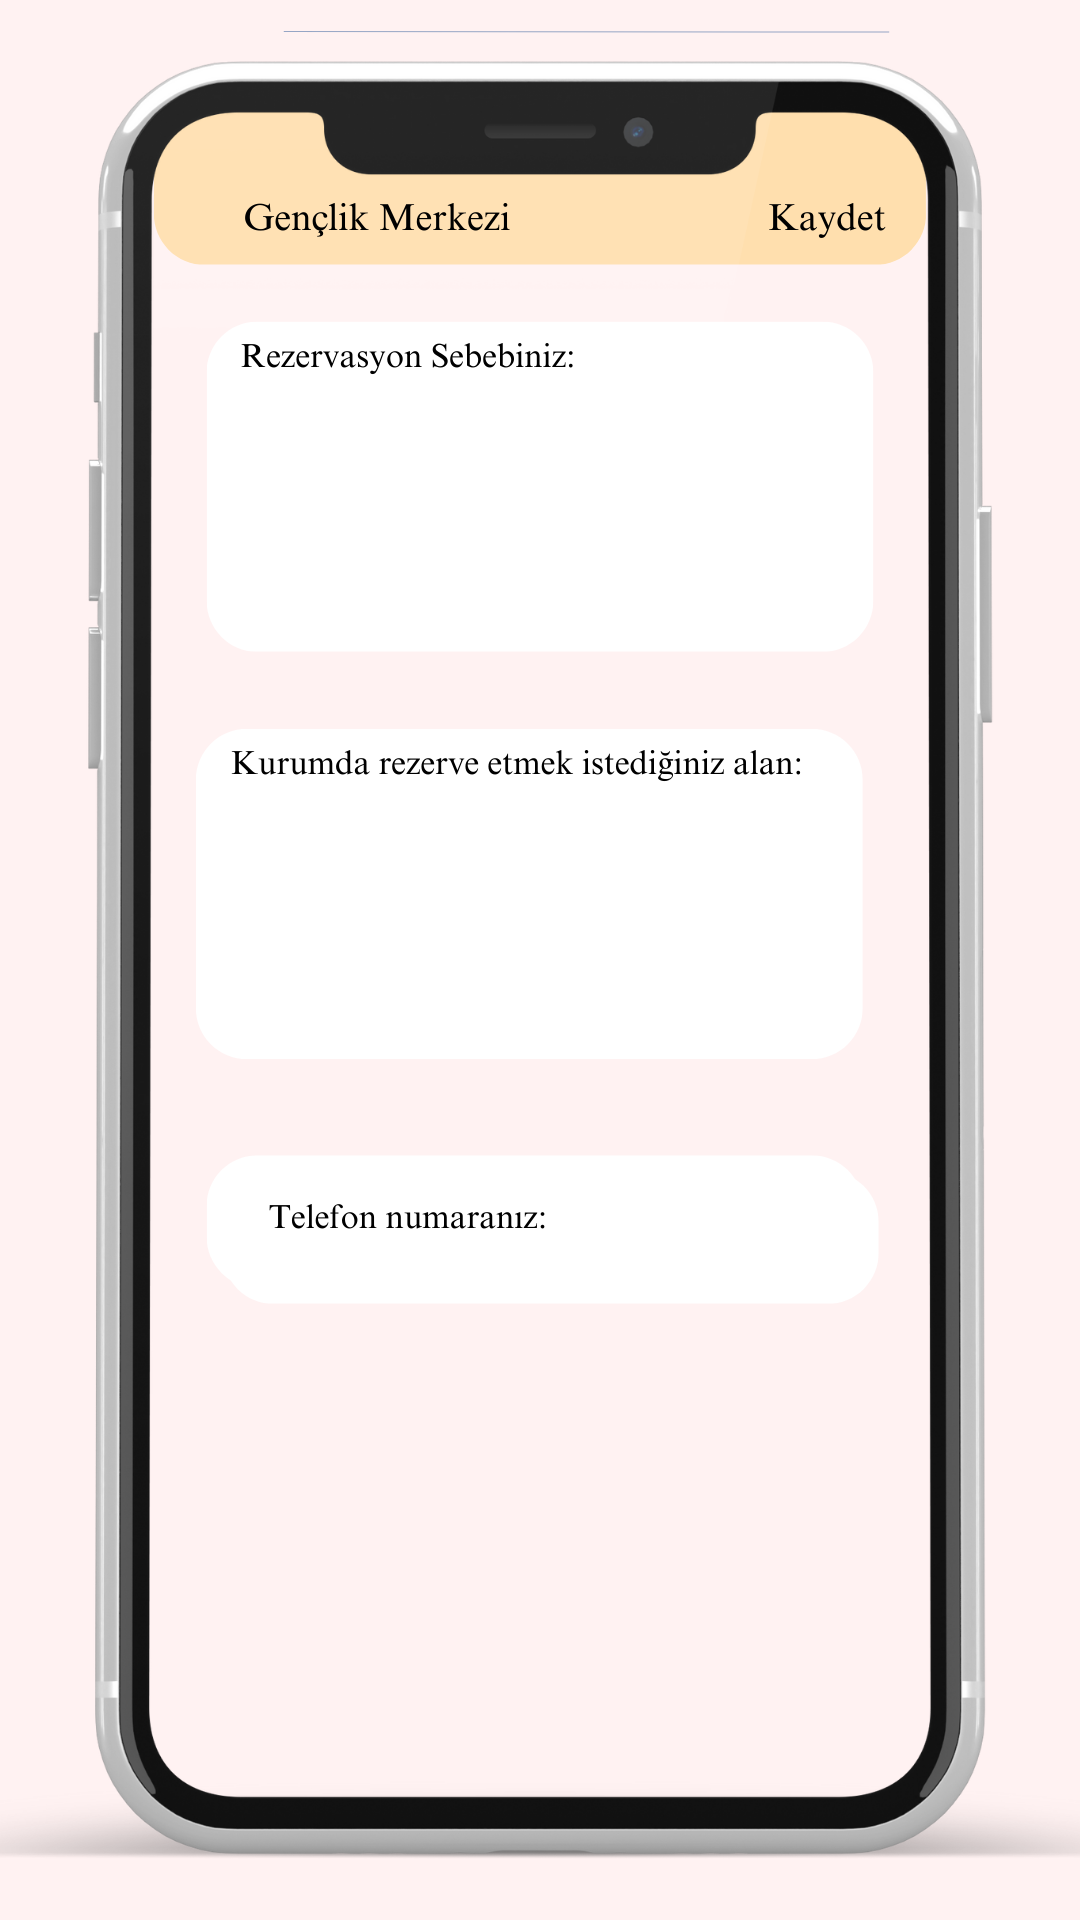 Gençlik Merkezi Kaydet
Rezervasyon Sebebiniz:
Kurumda rezerve etmek istediğiniz alan:
Telefon numaranız: